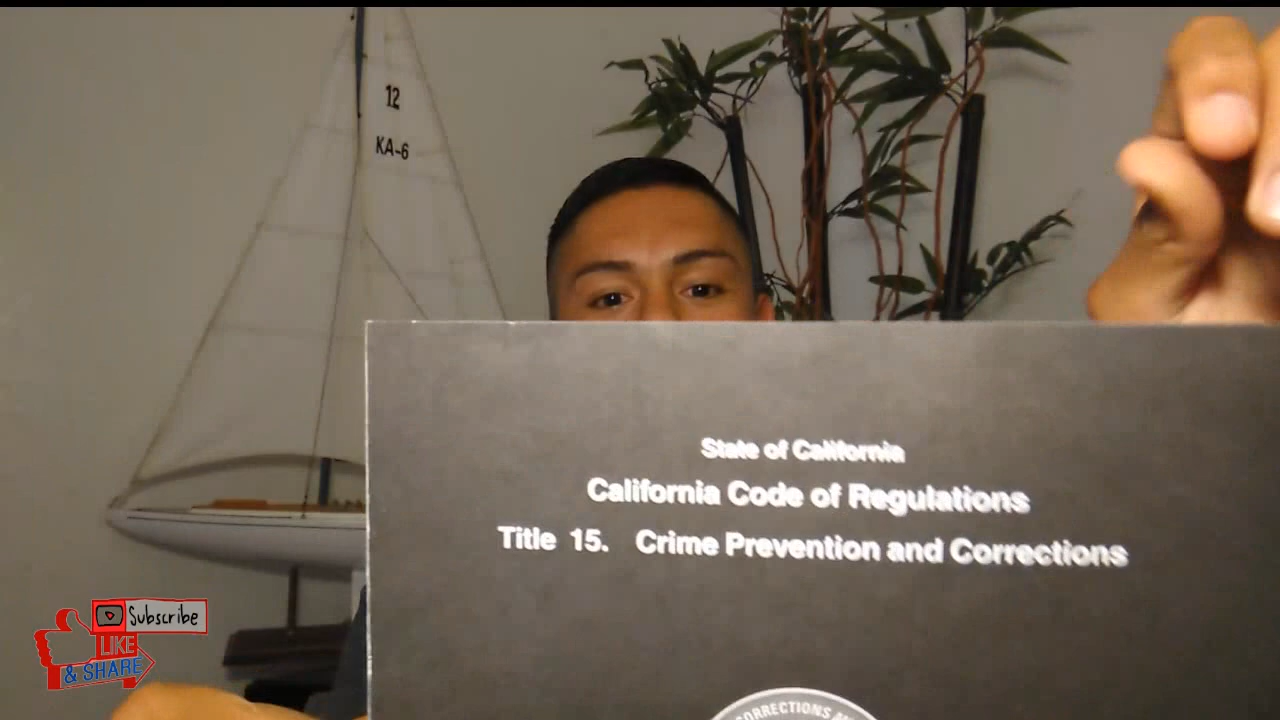 12
KA-6
State of California
California Code of Regulations
Title 15. Crime Prevention and Corrections
CORRECTIONS
Subscribe
LIKE
& SHARE